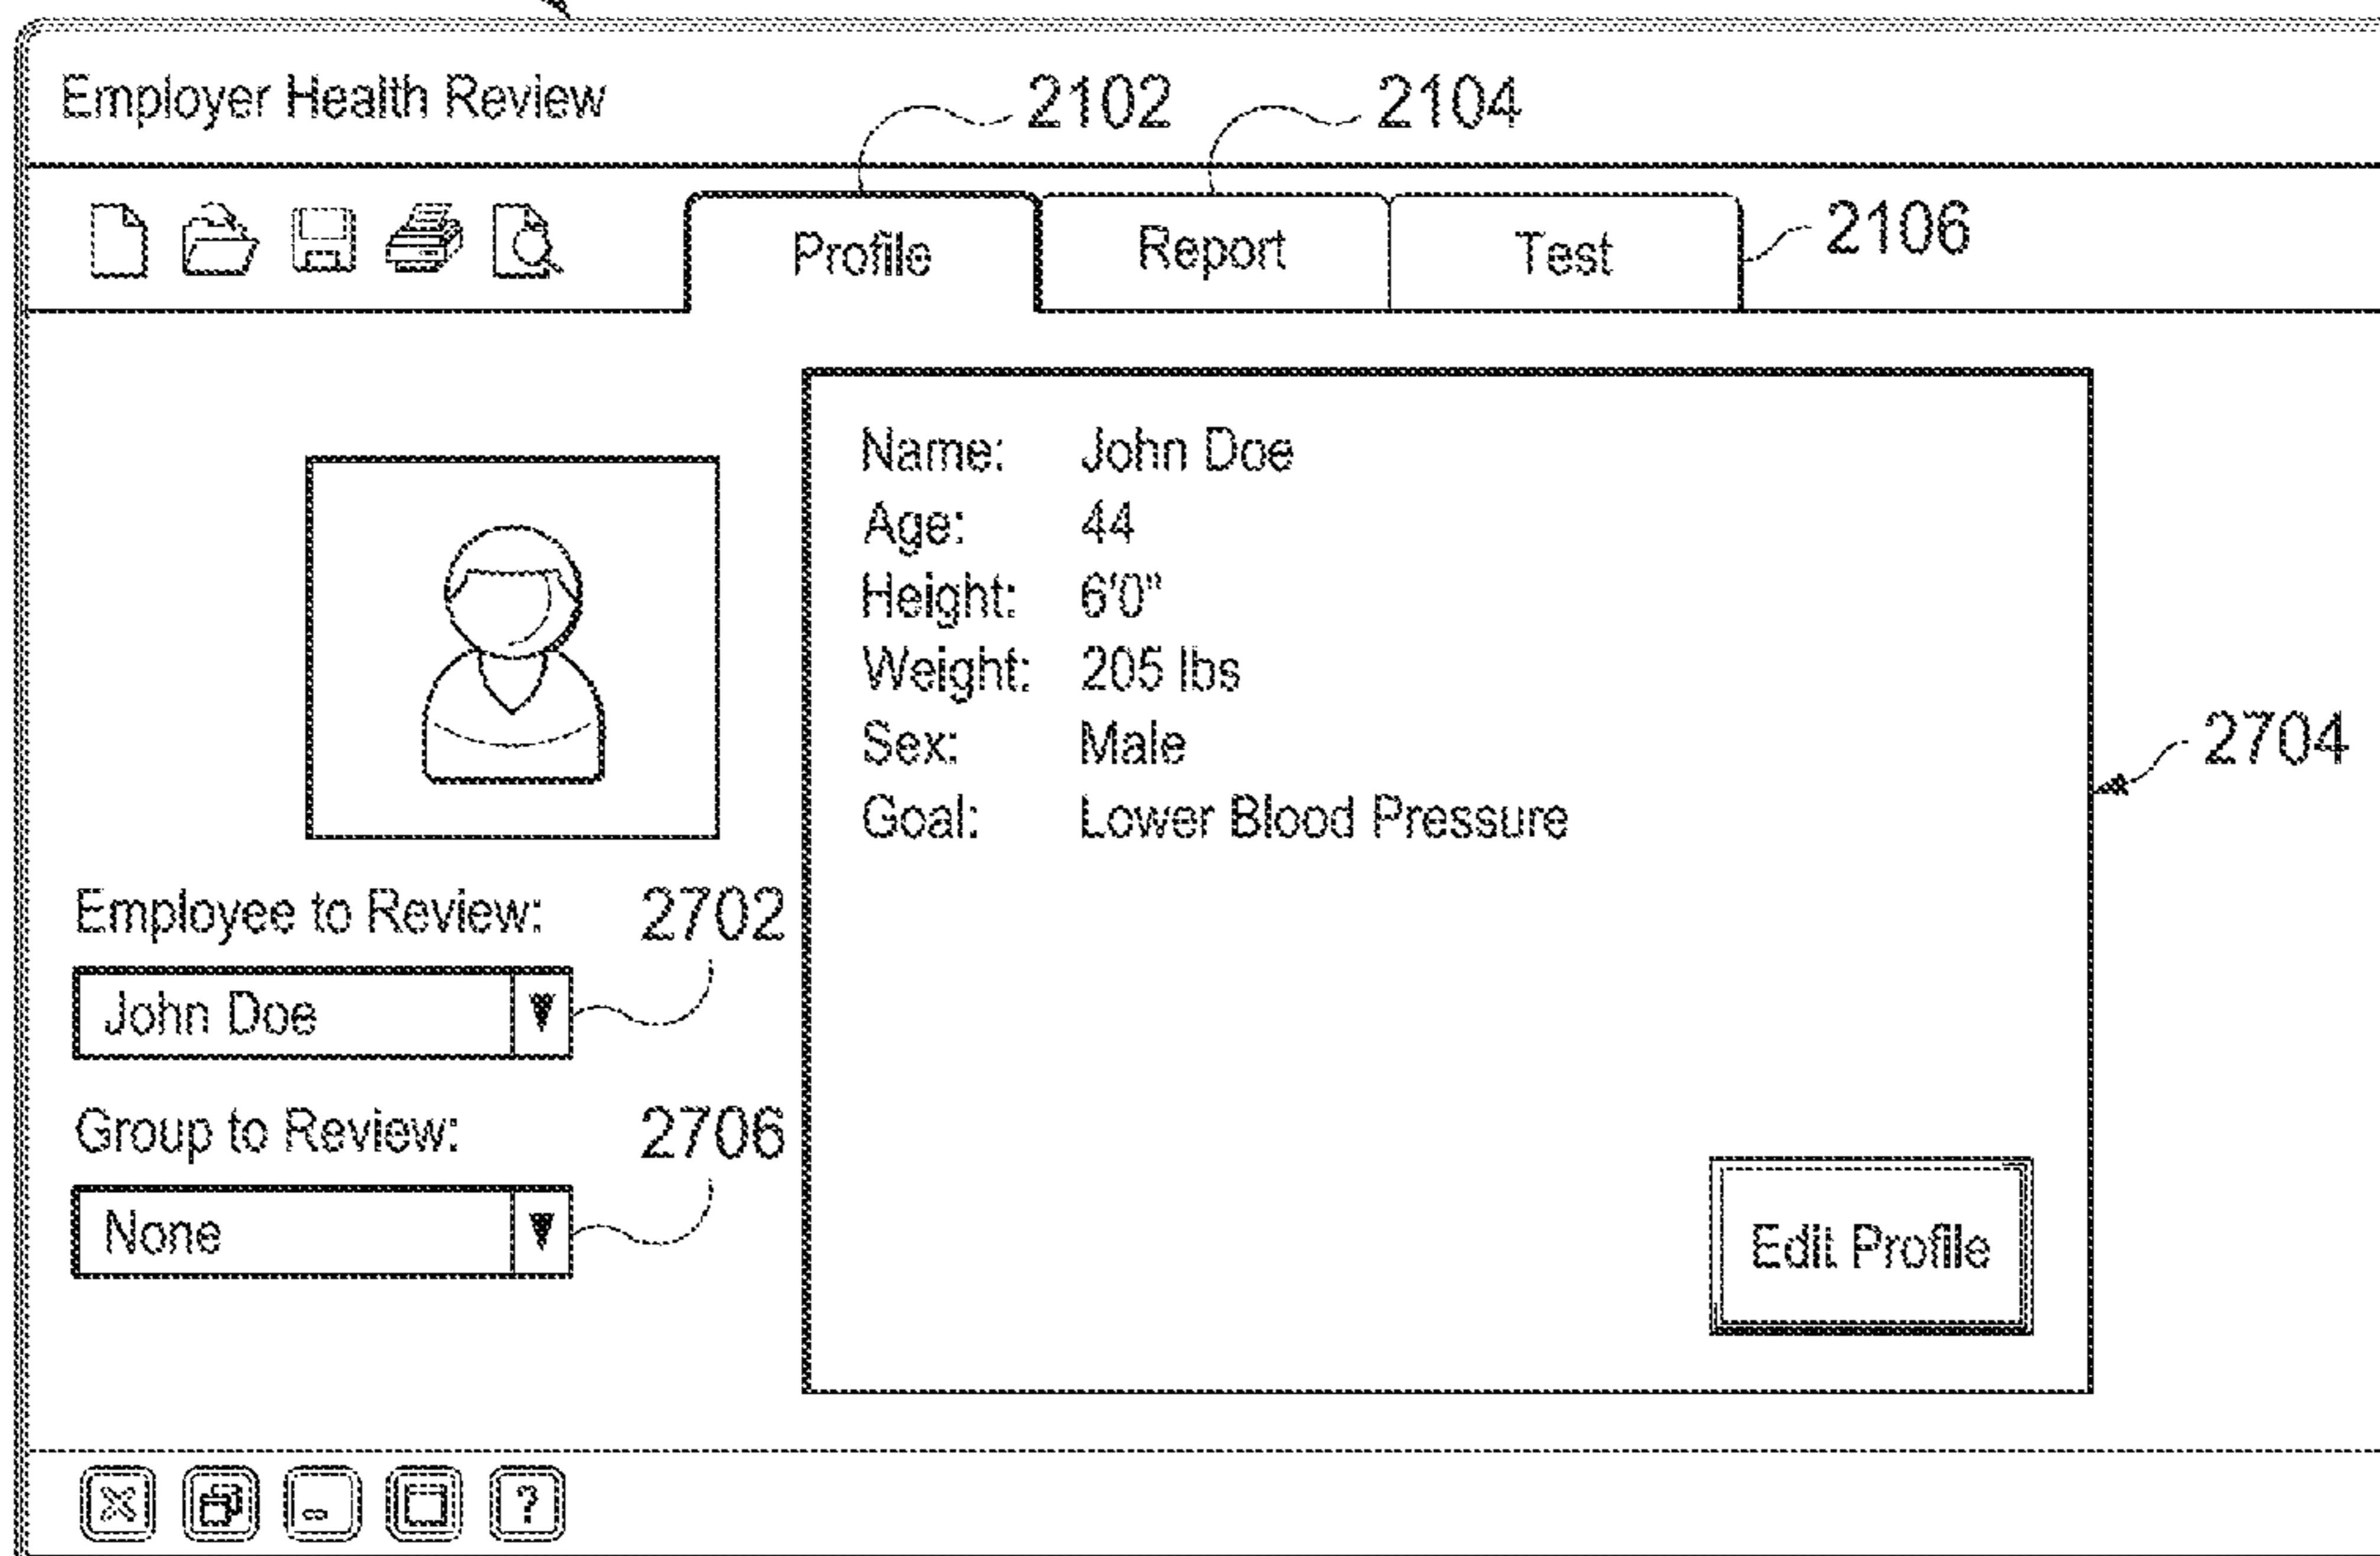 Employer Health Review
2102
2104
Profile
Report
Test
2106
Name: John Doe
Age: 44
Height: 6'0"
Weight: 205 lbs
Sex: Male
Goal: Lower Blood Pressure
2704
Employee to Review:
2702
John Doe
Group to Review:
2706
None
Edit Profile
?